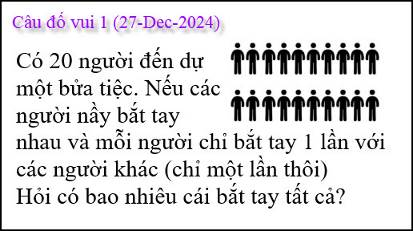 Câu đố vui 1 (27-Dec-2024)
Có 20 người đến dự
một bửa tiệc. Nếu các
người nầy bắt tay
nhau và mỗi người chỉ bắt tay 1 lần với
các người khác (chỉ một lần thôi)
Hỏi có bao nhiêu cái bắt tay tất cả?